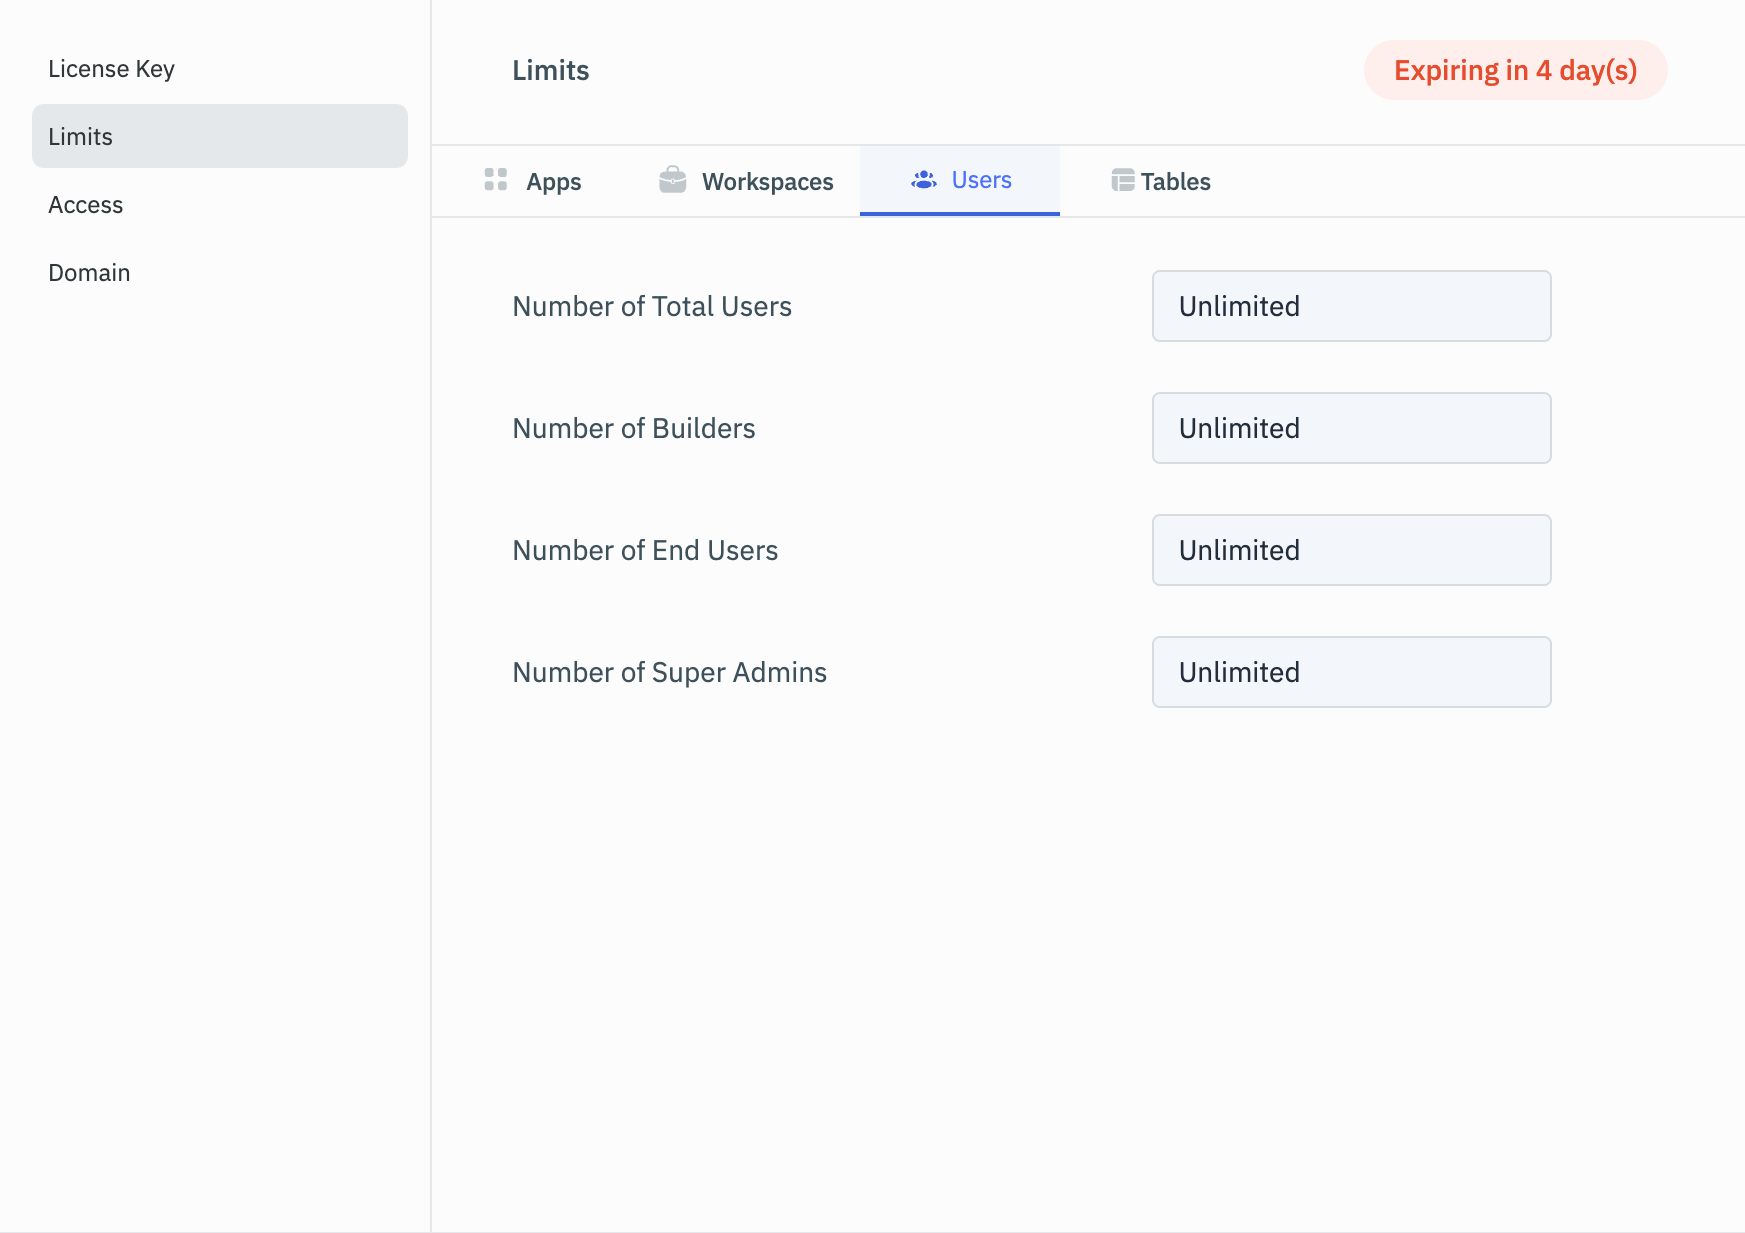 License Key
Limits
Access
Domain
Limits
Expiring in 4 day(s)
Apps
Workspaces
Users
Tables
Number of Total Users
Unlimited
Number of Builders
Unlimited
Number of End Users
Unlimited
Number of Super Admins
Unlimited